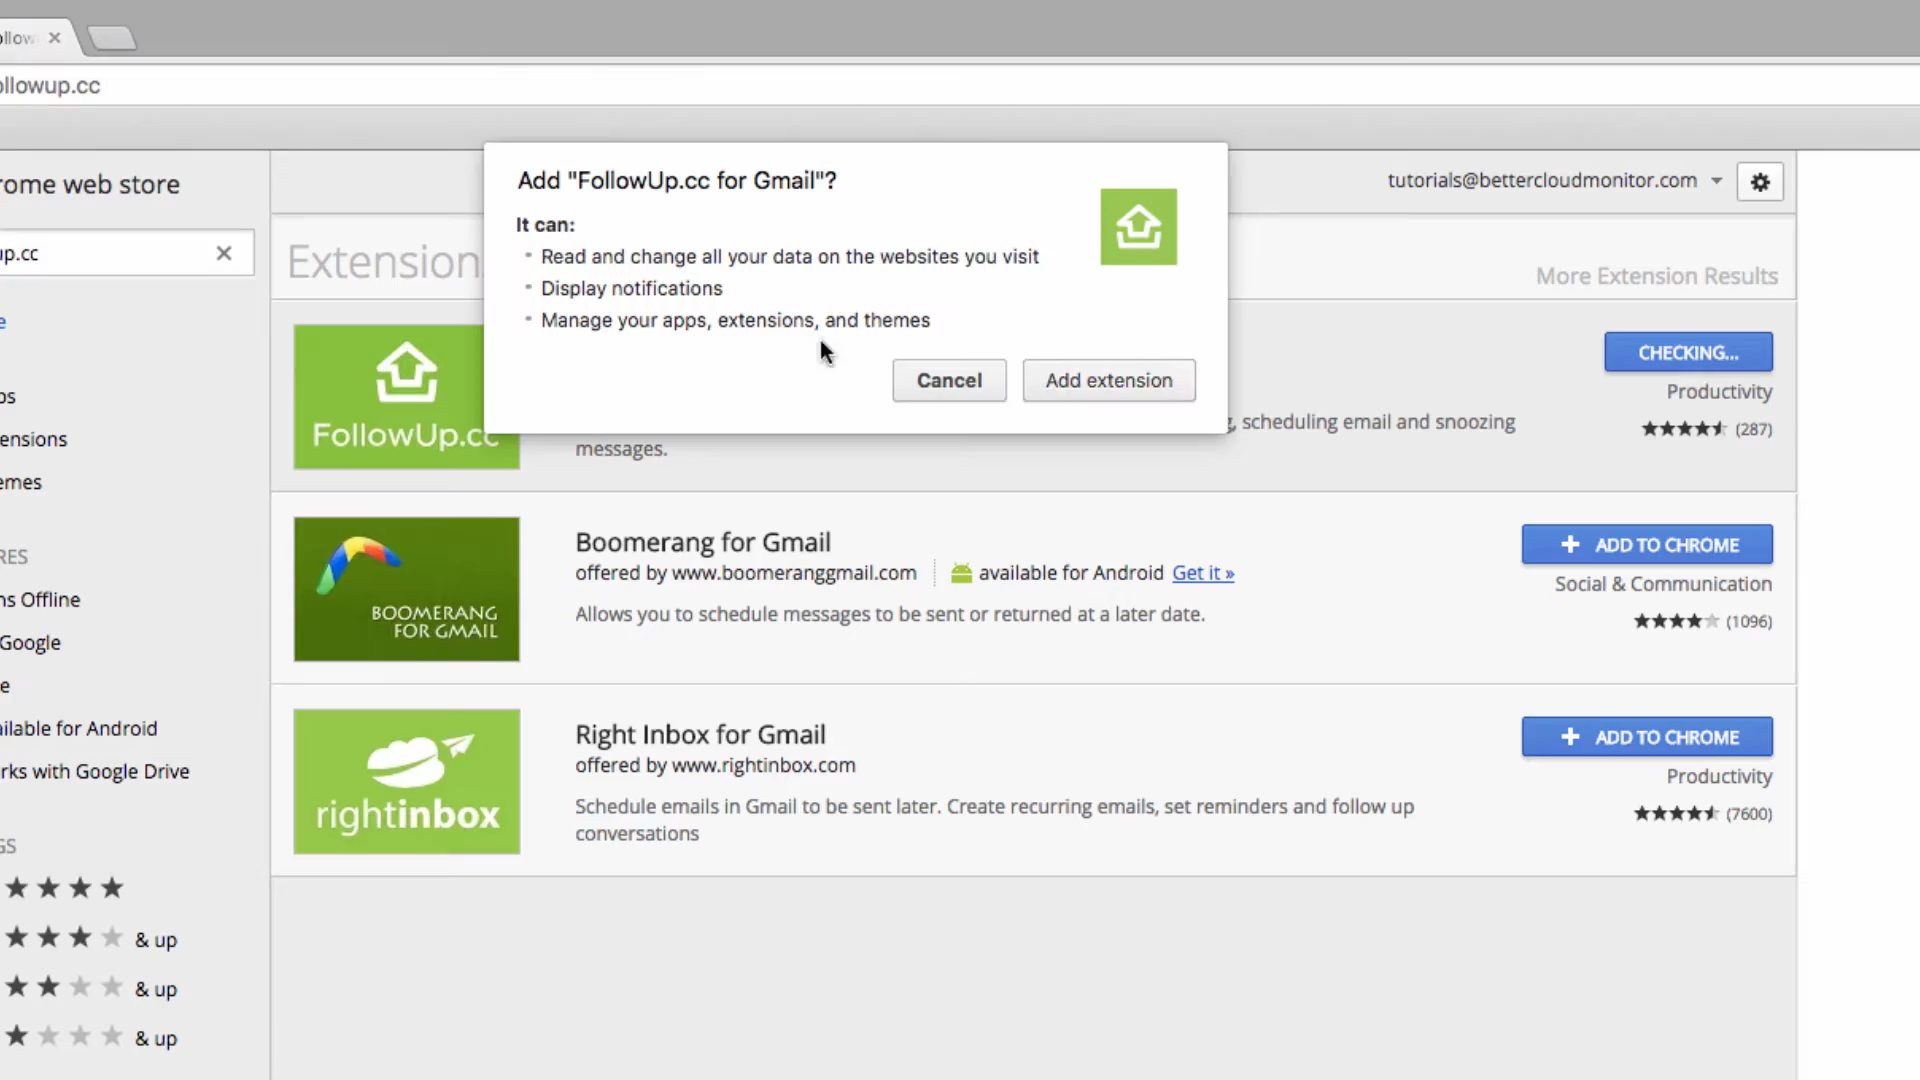 ollow
ollowup.cc
rome web store
tutorials@bettercloudmonitor.com
Add "FollowUp.cc for Gmail"?
It can:
Read and change all your data on the websites you visit
Display notifications
Manage your apps, extensions, and themes
Cancel
Add extension
up.cc
Extension
More Extension Results
e
ps
ensions
emes
RES
ns Offline
Google
e
ilable for Android
rks with Google Drive
GS
& up
& up
& up
FollowUp.cc
, scheduling email and snoozing
messages.
CHECKING...
Productivity
(287)
BOOMERANG
FOR GMAIL
Boomerang for Gmail
offered by www.boomeranggmail.com
available for Android Get it »
Allows you to schedule messages to be sent or returned at a later date.
ADD TO CHROME
Social & Communication
(1096)
rightinbox
Right Inbox for Gmail
offered by www.rightinbox.com
Schedule emails in Gmail to be sent later. Create recurring emails, set reminders and follow up
conversations
ADD TO CHROME
Productivity
(7600)